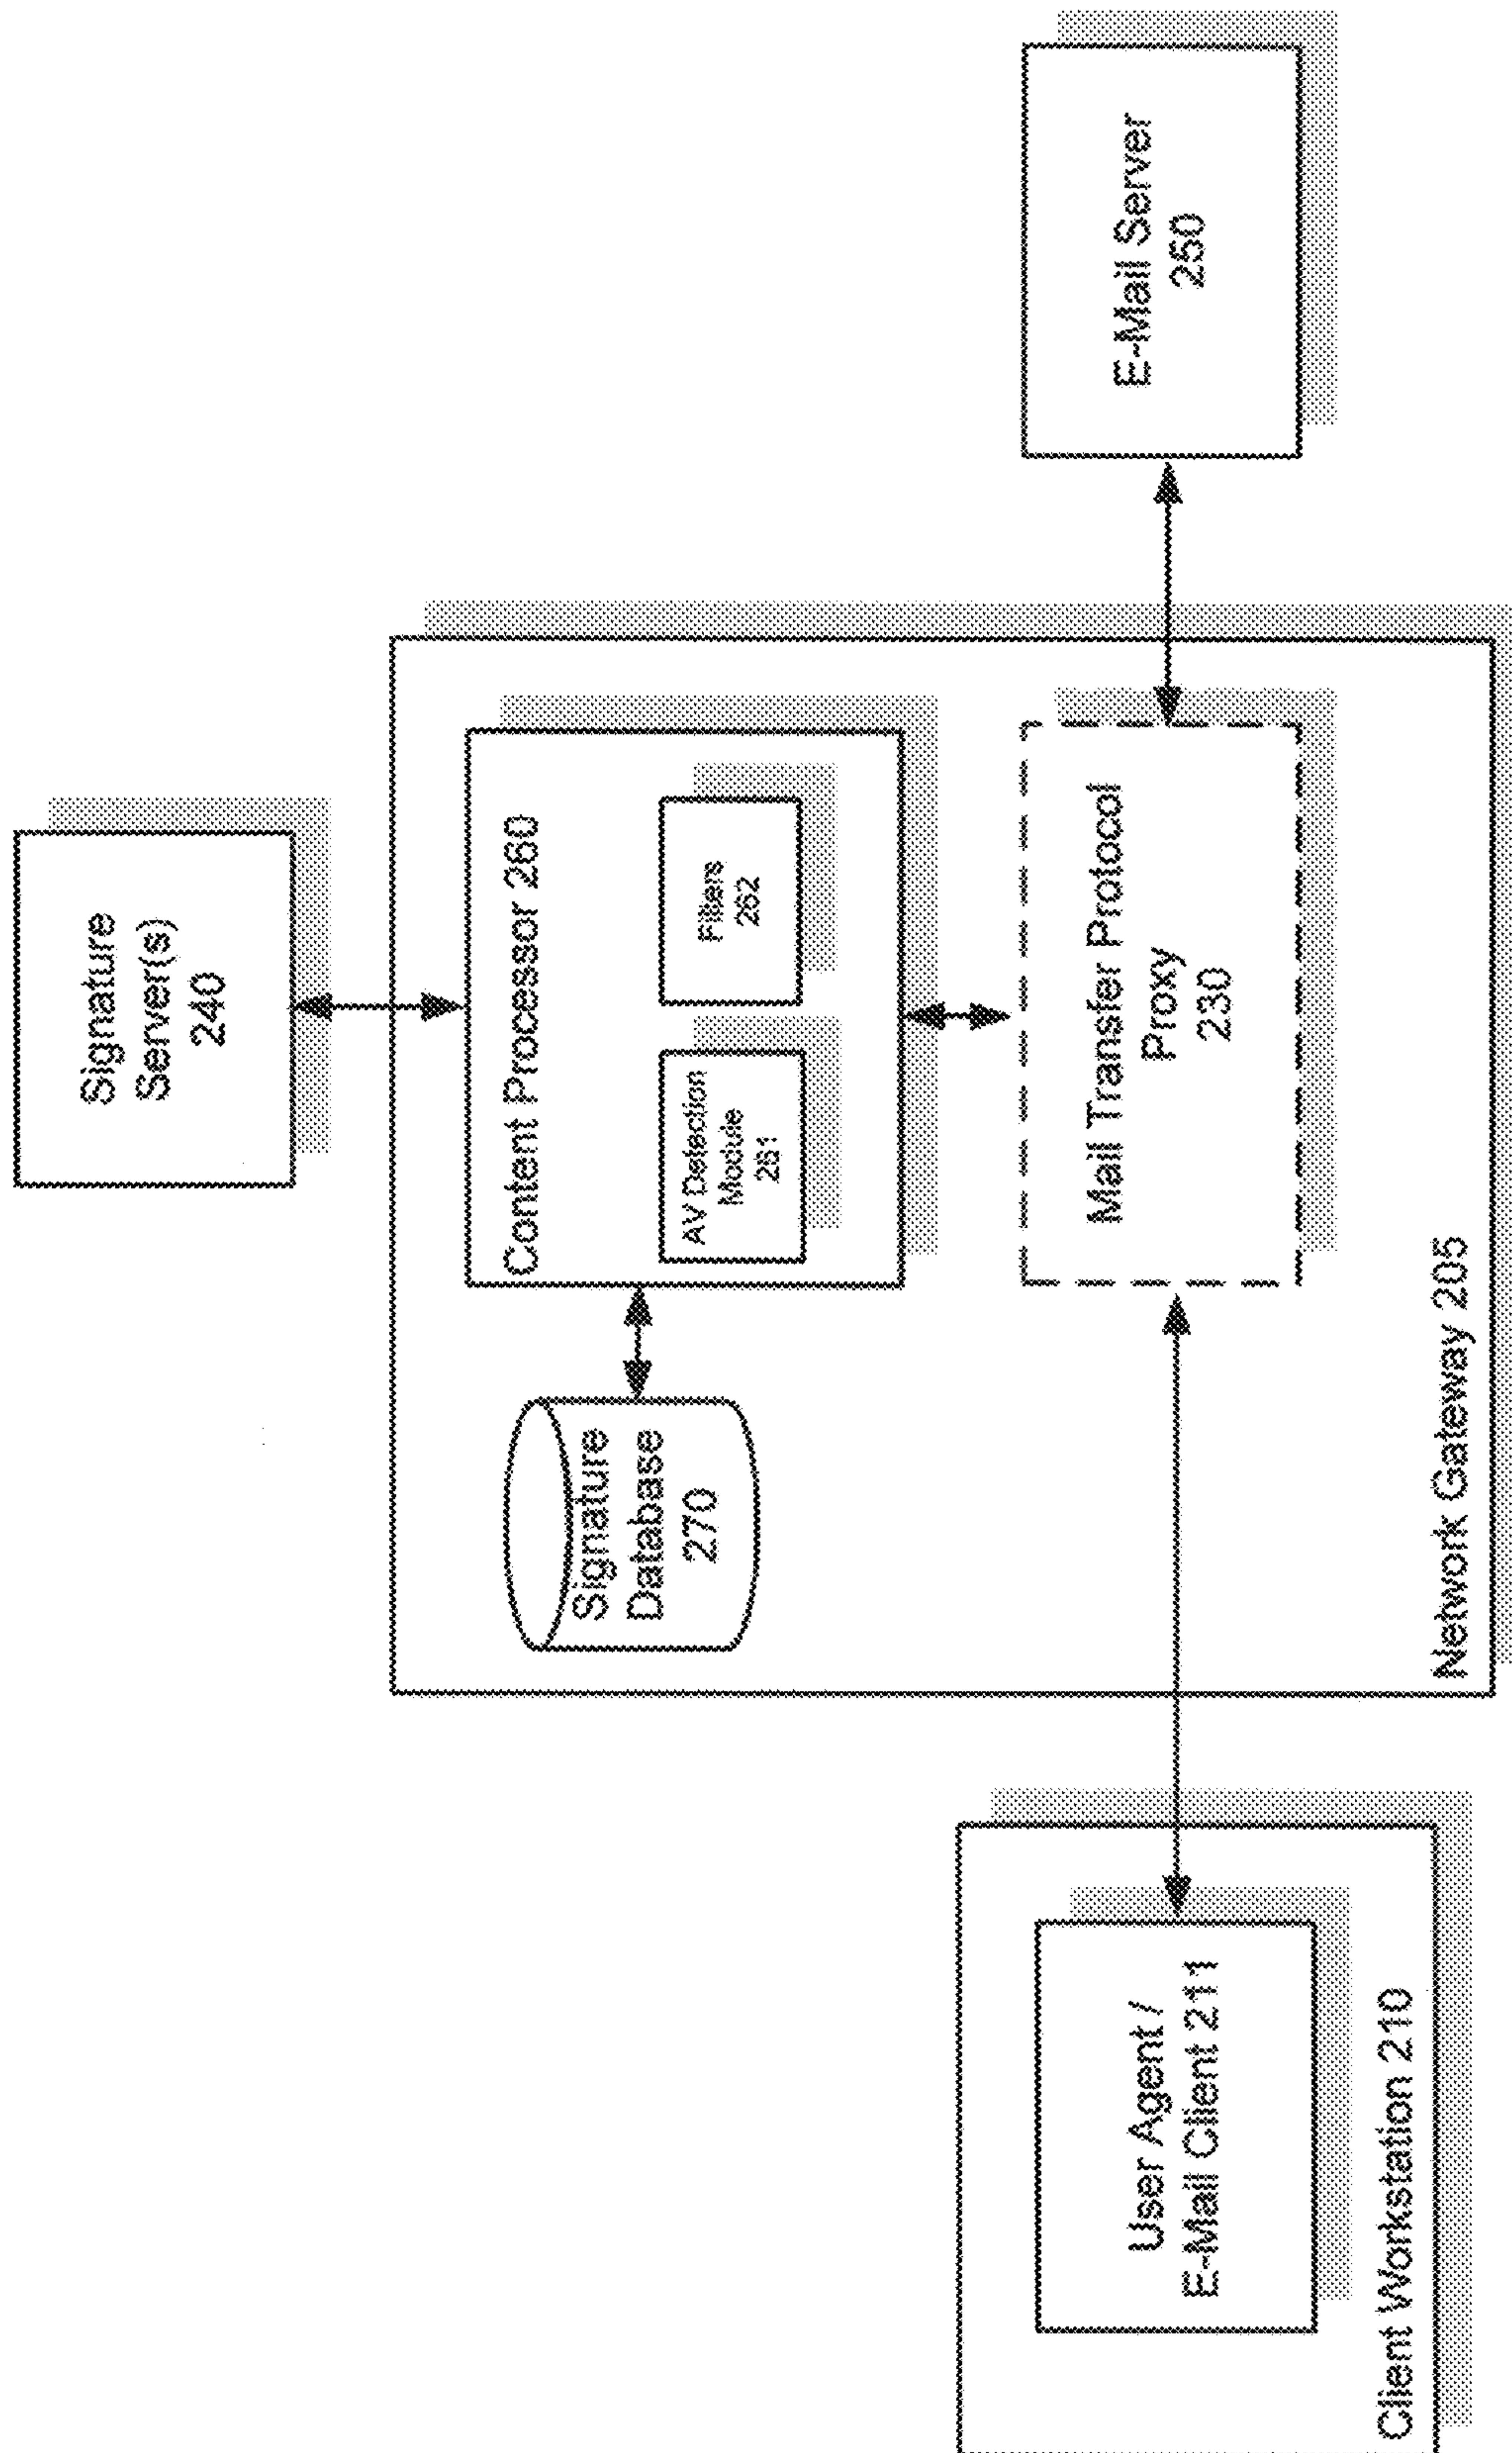 Signature
Server(s)
240
Content Processor 260
AV Detection
Module
261
Filters
262
Signature
Database
270
Mail Transfer Protocol
Proxy
230
E-Mail Server
250
User Agent /
E-Mail Client 211
Client Workstation 210
Network Gateway 205